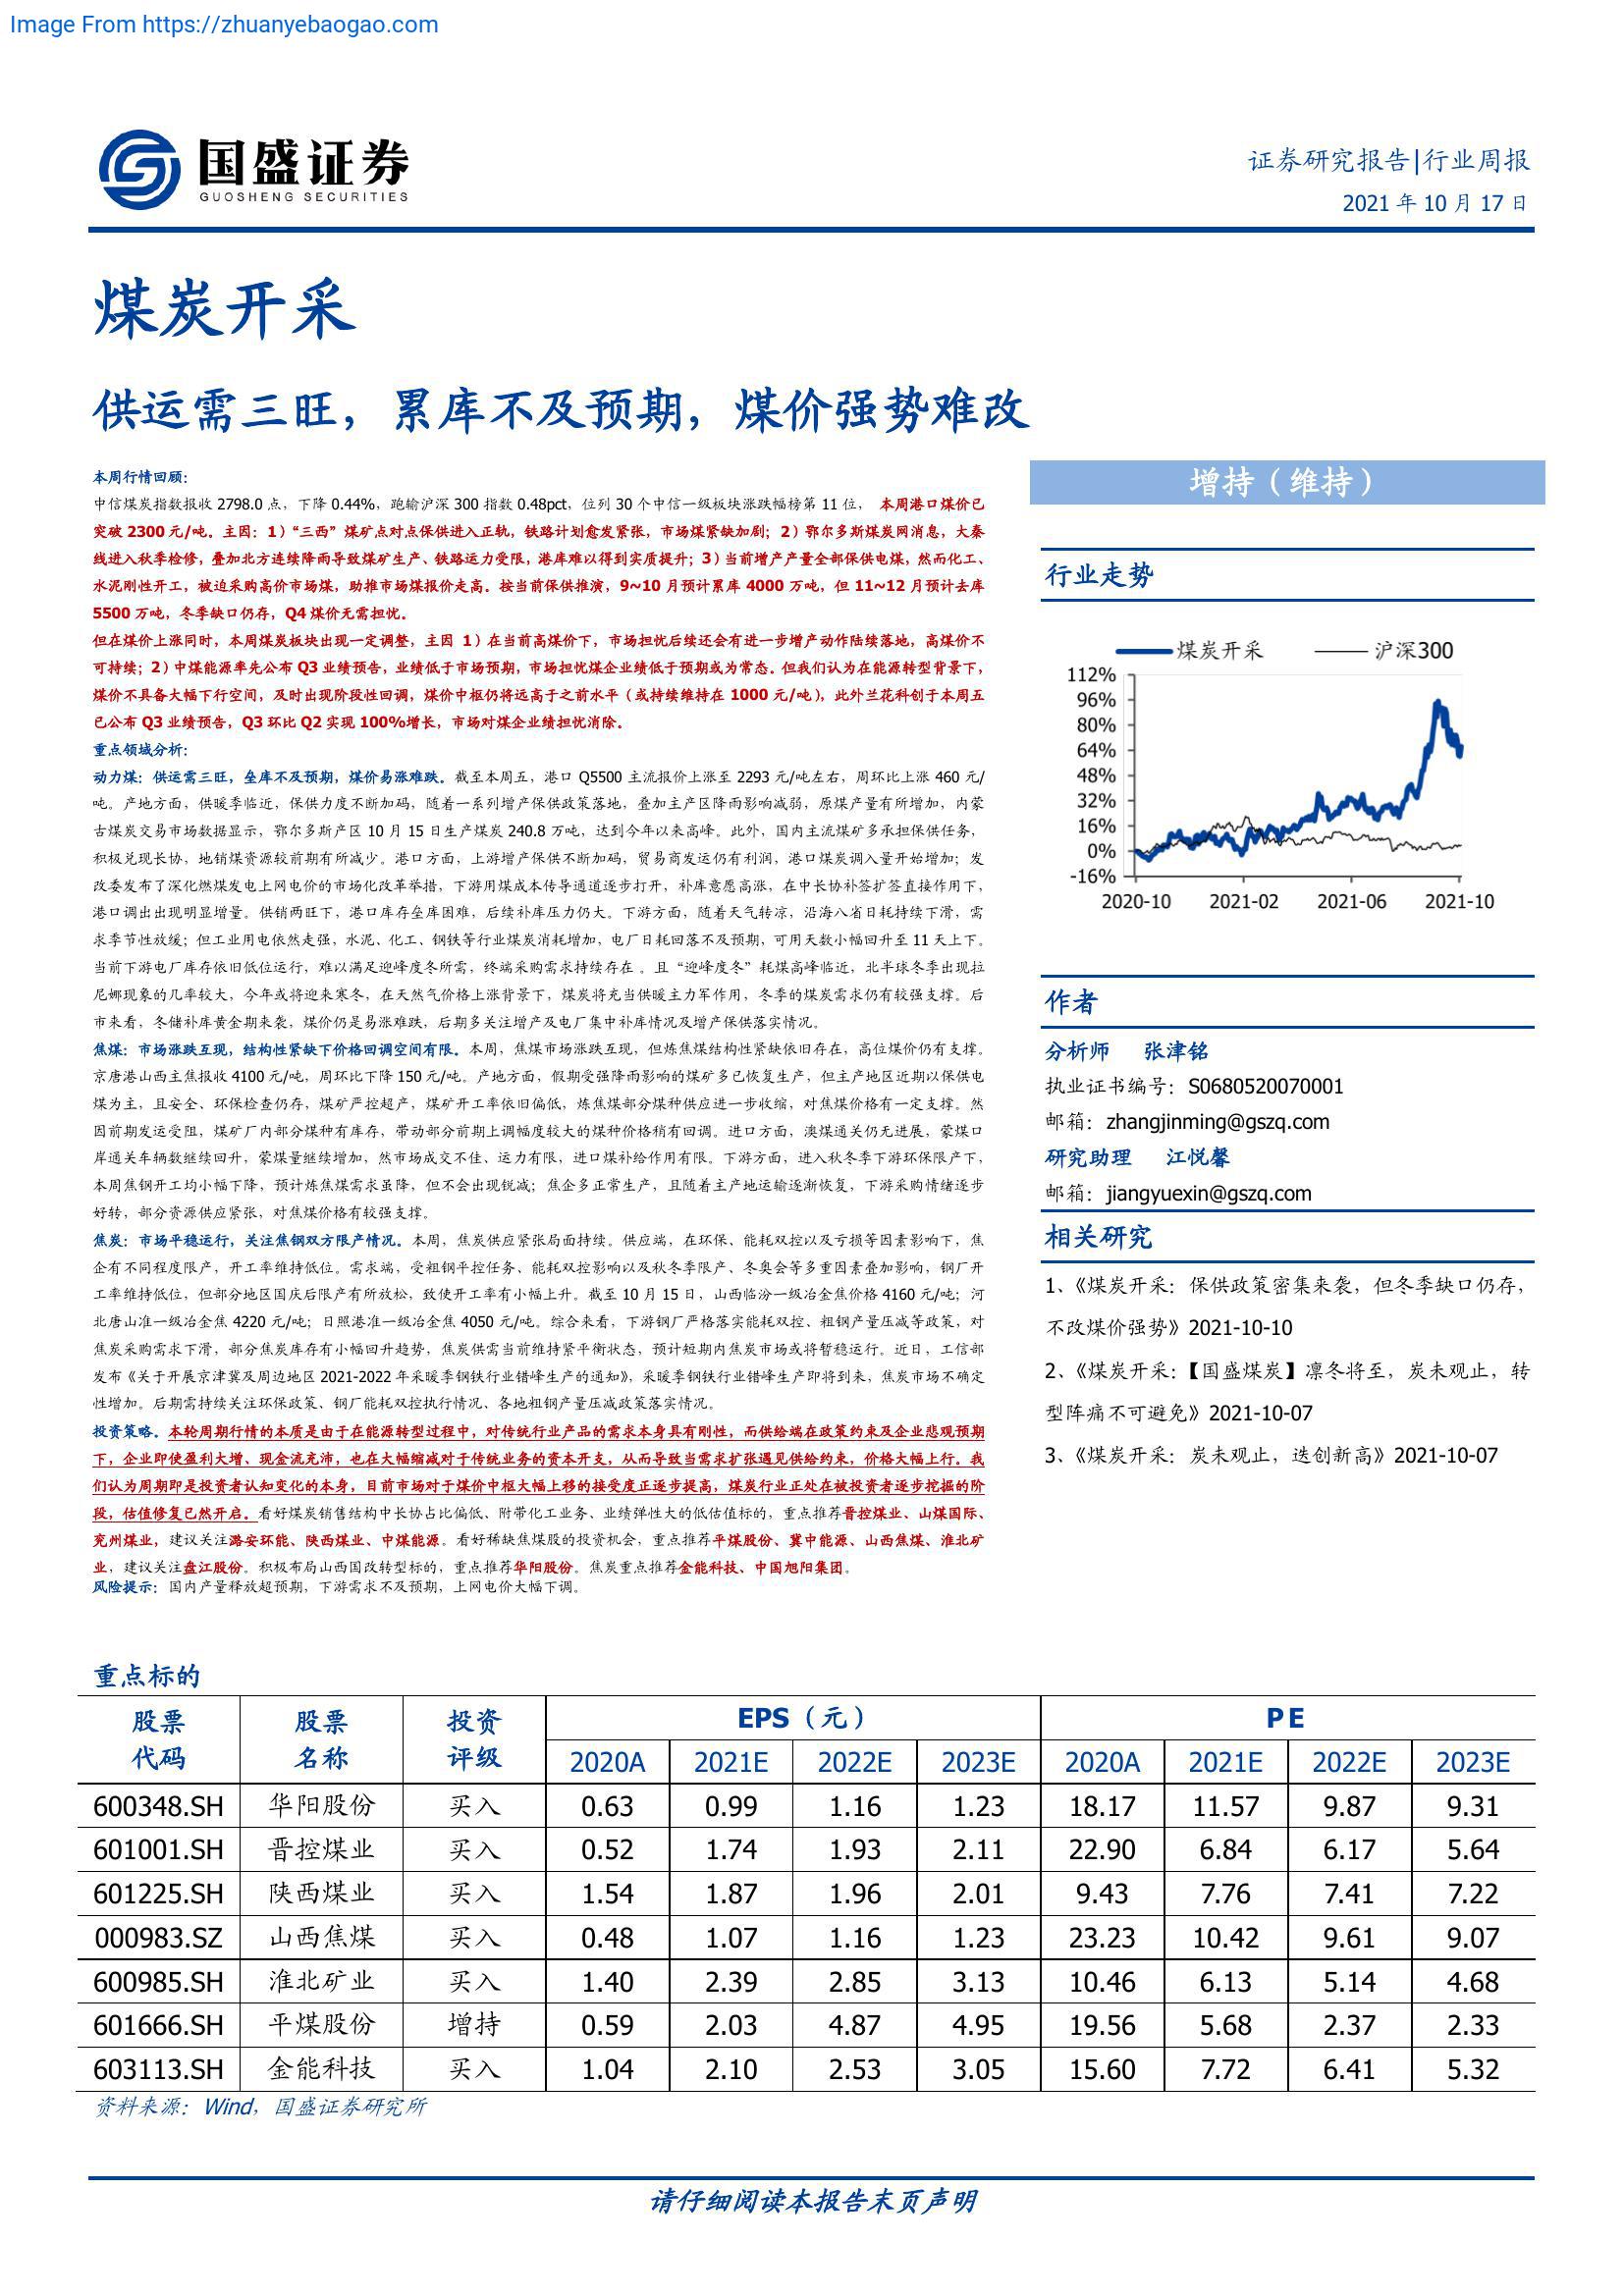 Image From https://zhuanyebaogao.com
国盛证券
GUOSHENG SECURITIES
证券研究报告|行业周报
2021 年 10 月 17 日
煤炭开采
供运需三旺，累库不及预期，煤价强势难改
本周行情回顾：
中信煤炭指数报收 2798.0 点，下降 0.44%，跑输沪深 300 指数 0.48pct，位列 30 个中信一级板块涨跌幅榜第 11 位， 本周港口煤价已
突破 2300 元/吨。主因：1）“三西”煤矿点对点保供进入正轨，铁路计划愈发紧张，市场煤紧缺加剧；2）鄂尔多斯煤炭网消息，大秦
线进入秋季检修，叠加北方连续降雨导致煤矿生产、铁路运力受限，港库难以得到实质提升；3）当前增产产量全部保供电煤，然而化工、
水泥刚性开工，被迫采购高价市场煤，助推市场煤报价走高。按当前保供推演，9~10 月预计累库 4000 万吨，但 11~12 月预计去库
5500 万吨，冬季缺口仍存，Q4 煤价无需担忧。
但在煤价上涨同时，本周煤炭板块出现一定调整，主因 1）在当前高煤价下，市场担忧后续还会有进一步增产动作陆续落地，高煤价不
可持续；2）中煤能源率先公布 Q3 业绩预告，业绩低于市场预期，市场担忧煤企业绩低于预期或为常态。但我们认为在能源转型背景下，
煤价不具备大幅下行空间，及时出现阶段性回调，煤价中枢仍将远高于之前水平（或持续维持在 1000 元/吨），此外兰花科创于本周五
已公布 Q3 业绩预告，Q3 环比 Q2 实现 100%增长，市场对煤企业绩担忧消除。
重点领域分析：
动力煤：供运需三旺，垒库不及预期，煤价易涨难跌。截至本周五，港口 Q5500 主流报价上涨至 2293 元/吨左右，周环比上涨 460 元/
吨。产地方面，供暖季临近，保供力度不断加码，随着一系列增产保供政策落地，叠加主产区降雨影响减弱，原煤产量有所增加，内蒙
古煤炭交易市场数据显示，鄂尔多斯产区 10 月 15 日生产煤炭 240.8 万吨，达到今年以来高峰。此外，国内主流煤矿多承担保供任务，
积极兑现长协，地销煤资源较前期有所减少。港口方面，上游增产保供不断加码，贸易商发运仍有利润，港口煤炭调入量开始增加；发
改委发布了深化燃煤发电上网电价的市场化改革举措，下游用煤成本传导通道逐步打开，补库意愿高涨，在中长协补签扩签直接作用下，
港口调出出现明显增量。供销两旺下，港口库存垒库困难，后续补库压力仍大。下游方面，随着天气转凉，沿海八省日耗持续下滑，需
求季节性放缓；但工业用电依然走强，水泥、化工、钢铁等行业煤炭消耗增加，电厂日耗回落不及预期，可用天数小幅回升至 11 天上下。
当前下游电厂库存依旧低位运行，难以满足迎峰度冬所需，终端采购需求持续存在 。且“迎峰度冬”耗煤高峰临近，北半球冬季出现拉
尼娜现象的几率较大，今年或将迎来寒冬，在天然气价格上涨背景下，煤炭将充当供暖主力军作用，冬季的煤炭需求仍有较强支撑。后
市来看，冬储补库黄金期来袭，煤价仍是易涨难跌，后期多关注增产及电厂集中补库情况及增产保供落实情况。
焦煤：市场涨跌互现，结构性紧缺下价格回调空间有限。本周，焦煤市场涨跌互现，但炼焦煤结构性紧缺依旧存在，高位煤价仍有支撑。
京唐港山西主焦报收 4100 元/吨，周环比下降 150 元/吨。产地方面，假期受强降雨影响的煤矿多已恢复生产，但主产地区近期以保供电
煤为主，且安全、环保检查仍存，煤矿严控超产，煤矿开工率依旧偏低，炼焦煤部分煤种供应进一步收缩，对焦煤价格有一定支撑。然
因前期发运受阻，煤矿厂内部分煤种有库存，带动部分前期上调幅度较大的煤种价格稍有回调。进口方面，澳煤通关仍无进展，蒙煤口
岸通关车辆数继续回升，蒙煤量继续增加，然市场成交不佳、运力有限，进口煤补给作用有限。下游方面，进入秋冬季下游环保限产下，
本周焦钢开工均小幅下降，预计炼焦煤需求虽降，但不会出现锐减；焦企多正常生产，且随着主产地运输逐渐恢复，下游采购情绪逐步
好转，部分资源供应紧张，对焦煤价格有较强支撑。
焦炭：市场平稳运行，关注焦钢双方限产情况。本周，焦炭供应紧张局面持续。供应端，在环保、能耗双控以及亏损等因素影响下，焦
企有不同程度限产，开工率维持低位。需求端，受粗钢平控任务、能耗双控影响以及秋冬季限产、冬奥会等多重因素叠加影响，钢厂开
工率维持低位，但部分地区国庆后限产有所放松，致使开工率有小幅上升。截至 10 月 15 日，山西临汾一级冶金焦价格 4160 元/吨；河
北唐山准一级冶金焦 4220 元/吨；日照港准一级冶金焦 4050 元/吨。综合来看，下游钢厂严格落实能耗双控、粗钢产量压减等政策，对
焦炭采购需求下滑，部分焦炭库存有小幅回升趋势，焦炭供需当前维持紧平衡状态，预计短期内焦炭市场或将暂稳运行。近日，工信部
发布《关于开展京津冀及周边地区 2021-2022 年采暖季钢铁行业错峰生产的通知》，采暖季钢铁行业错峰生产即将到来，焦炭市场不确定
性增加。后期需持续关注环保政策、钢厂能耗双控执行情况、各地粗钢产量压减政策落实情况。
投资策略。本轮周期行情的本质是由于在能源转型过程中，对传统行业产品的需求本身具有刚性，而供给端在政策约束及企业悲观预期
下，企业即使盈利大增、现金流充沛，也在大幅缩减对于传统业务的资本开支，从而导致当需求扩张遇见供给约束，价格大幅上行。我
们认为周期即是投资者认知变化的本身，目前市场对于煤价中枢大幅上移的接受度正逐步提高，煤炭行业正处在被投资者逐步挖掘的阶
段，估值修复已然开启。看好煤炭销售结构中长协占比偏低、附带化工业务、业绩弹性大的低估值标的，重点推荐晋控煤业、山煤国际、
兖州煤业，建议关注潞安环能、陕西煤业、中煤能源。看好稀缺焦煤股的投资机会，重点推荐平煤股份、冀中能源、山西焦煤、淮北矿
业，建议关注盘江股份。积极布局山西国改转型标的，重点推荐华阳股份。焦炭重点推荐金能科技、中国旭阳集团。
风险提示：国内产量释放超预期，下游需求不及预期，上网电价大幅下调。
增持（维持）
行业走势
煤炭开采 沪深300
112%
96%
80%
64%
48%
32%
16%
0%
-16%
2020-10 2021-02 2021-06 2021-10
作者
分析师 张津铭
执业证书编号：S0680520070001
邮箱：zhangjinming@gszq.com
研究助理 江悦馨
邮箱：jiangyuexin@gszq.com
相关研究
1、《煤炭开采：保供政策密集来袭，但冬季缺口仍存，
不改煤价强势》2021-10-10
2、《煤炭开采：【国盛煤炭】凛冬将至，炭未观止，转
型阵痛不可避免》2021-10-07
3、《煤炭开采：炭未观止，迭创新高》2021-10-07
重点标的
股票 股票 投资 EPS（元） PE
代码 名称 评级 2020A 2021E 2022E 2023E 2020A 2021E 2022E 2023E
600348.SH 华阳股份 买入 0.63 0.99 1.16 1.23 18.17 11.57 9.87 9.31
601001.SH 晋控煤业 买入 0.52 1.74 1.93 2.11 22.90 6.84 6.17 5.64
601225.SH 陕西煤业 买入 1.54 1.87 1.96 2.01 9.43 7.76 7.41 7.22
000983.SZ 山西焦煤 买入 0.48 1.07 1.16 1.23 23.23 10.42 9.61 9.07
600985.SH 淮北矿业 买入 1.40 2.39 2.85 3.13 10.46 6.13 5.14 4.68
601666.SH 平煤股份 增持 0.59 2.03 4.87 4.95 19.56 5.68 2.37 2.33
603113.SH 金能科技 买入 1.04 2.10 2.53 3.05 15.60 7.72 6.41 5.32
资料来源：Wind，国盛证券研究所
请仔细阅读本报告末页声明